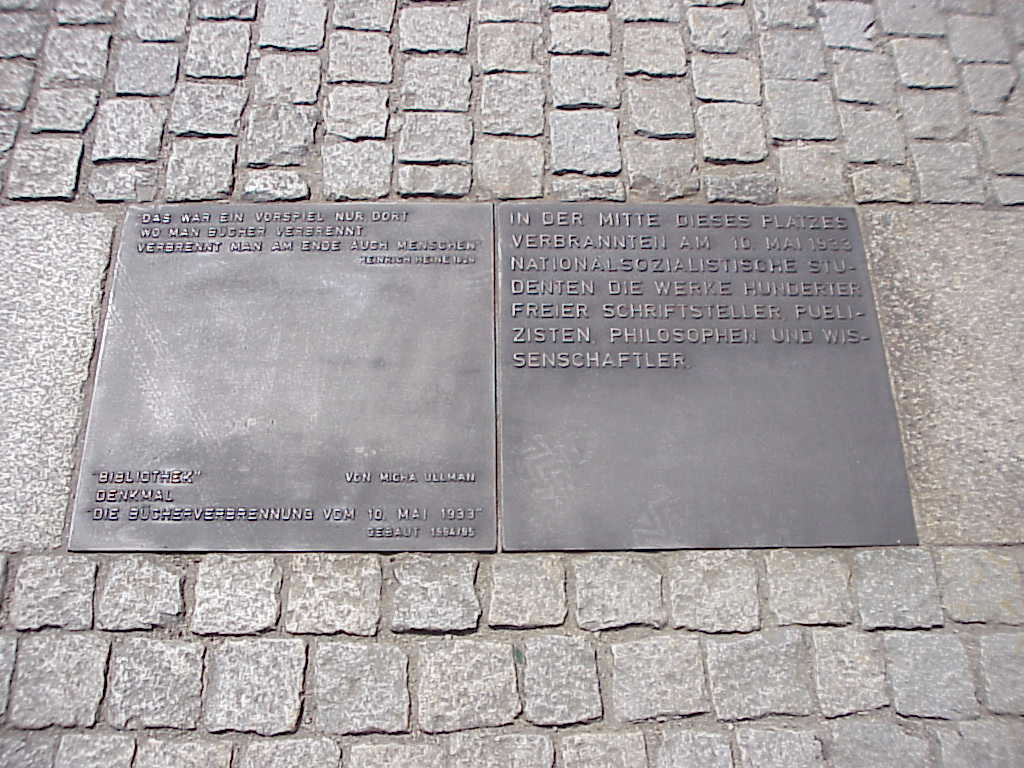 DAS WAR EIN VORSPIEL NUR, DORT
WO MAN BÜCHER VERBRENNT,
VERBRENNT MAN AM ENDE AUCH MENSCHEN"
HEINRICH HEINE
"BIBLIOTHEK"
VON MICHA ULLMAN
DENKMAL
"DIE BÜCHERVERBRENNUNG VOM 10. MAI 1933"
GEBAUT 1994/95
IN DER MITTE DIESES PLATZES
VERBRANNTEN AM 10. MAI 1933
NATIONALSOZIALISTISCHE STU-
DENTEN DIE WERKE HUNDERTER
FREIER SCHRIFTSTELLER, PUBLI-
ZISTEN, PHILOSOPHEN UND WIS-
SENSCHAFTLER.